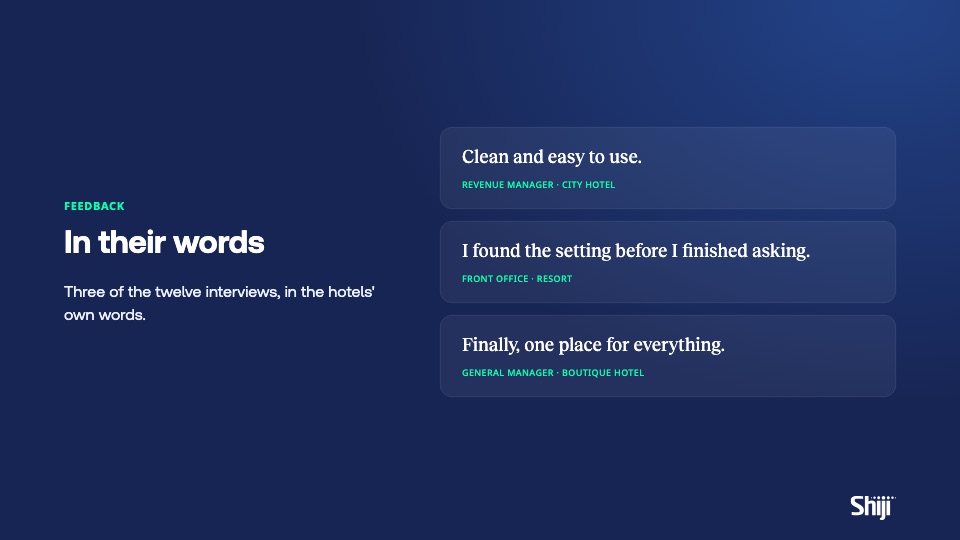 FEEDBACK
In their words
Three of the twelve interviews, in the hotels'
own words.
Clean and easy to use.
REVENUE MANAGER · CITY HOTEL
I found the setting before I finished asking.
FRONT OFFICE · RESORT
Finally, one place for everything.
GENERAL MANAGER · BOUTIQUE HOTEL
Shiji